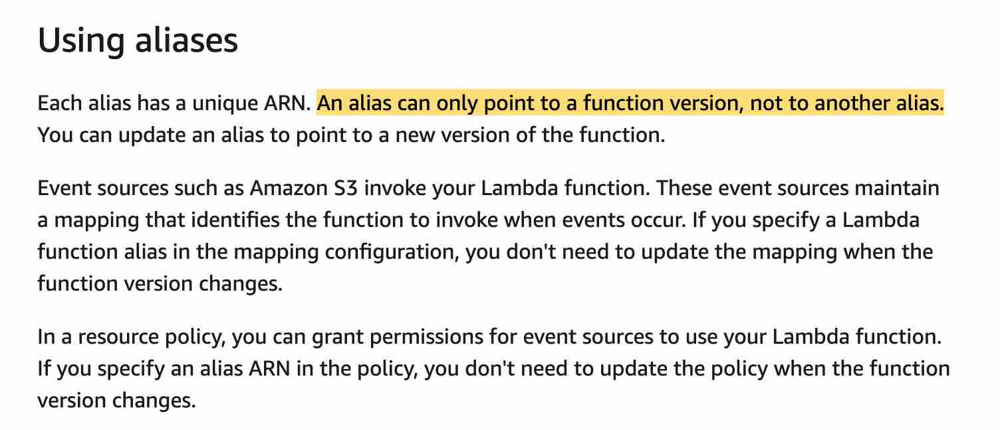 Using aliases
Each alias has a unique ARN. An alias can only point to a function version, not to another alias.
You can update an alias to point to a new version of the function.
Event sources such as Amazon S3 invoke your Lambda function. These event sources maintain
a mapping that identifies the function to invoke when events occur. If you specify a Lambda
function alias in the mapping configuration, you don't need to update the mapping when the
function version changes.
In a resource policy, you can grant permissions for event sources to use your Lambda function.
If you specify an alias ARN in the policy, you don't need to update the policy when the function
version changes.